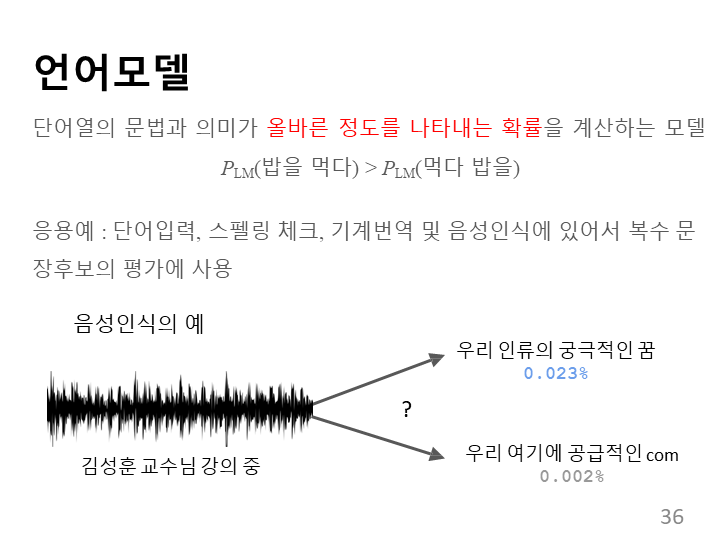 언어모델
단어열의 문법과 의미가 올바른 정도를 나타내는 확률을 계산하는 모델
P_LM(밥을 먹다) > P_LM(먹다 밥을)
응용예 : 단어입력, 스펠링 체크, 기계번역 및 음성인식에 있어서 복수 문
장후보의 평가에 사용
음성인식의 예
우리 인류의 궁극적인 꿈
0.023%
?
김성훈 교수님 강의 중
우리 여기에 공급적인 com
0.002%
36